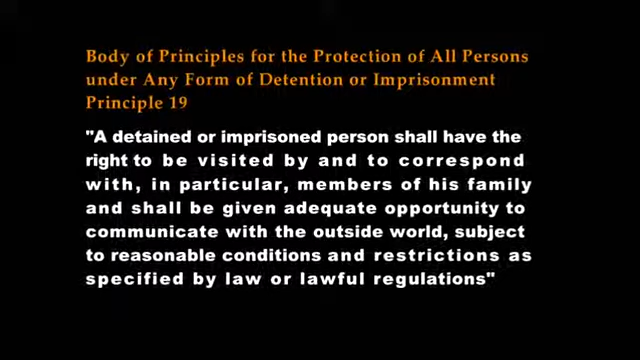 Body of Principles for the Protection of All Persons
under Any Form of Detention or Imprisonment
Principle 19
"A detained or imprisoned person shall have the
right to be visited by and to correspond
with, in particular, members of his family
and shall be given adequate opportunity to
communicate with the outside world, subject
to reasonable conditions and restrictions as
specified by law or lawful regulations"